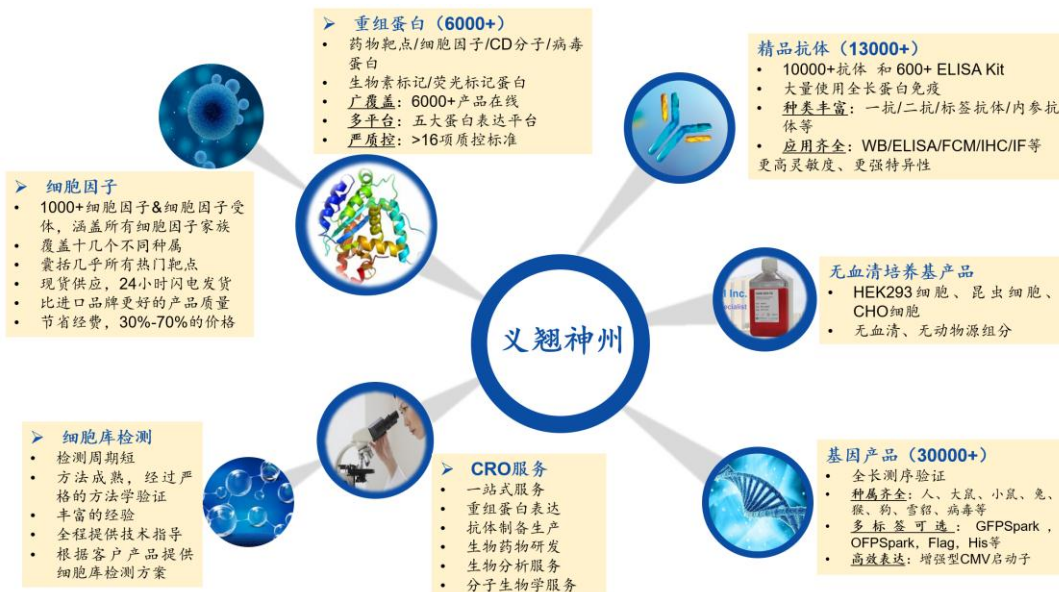 ➢ 重组蛋白（6000+）
• 药物靶点/细胞因子/CD分子/病毒
蛋白
• 生物素标记/荧光标记蛋白
• 广覆盖：6000+产品在线
• 多平台：五大蛋白表达平台
• 严质控：>16项质控标准
精品抗体（13000+）
• 10000+抗体 和 600+ ELISA Kit
• 大量使用全长蛋白免疫
• 种类丰富：一抗/二抗/标签抗体/内参抗
体等
• 应用齐全：WB/ELISA/FCM/IHC/IF等
更高灵敏度、更强特异性
➢ 细胞因子
• 1000+细胞因子&细胞因子受
体，涵盖所有细胞因子家族
• 覆盖十几个不同种属
• 囊括几乎所有热门靶点
• 现货供应，24小时闪电发货
• 比进口品牌更好的产品质量
• 节省经费，30%-70%的价格
义翘神州
l Inc.
ecialist
无血清培养基产品
• HEK293细胞、昆虫细胞、
CHO细胞
• 无血清、无动物源组分
➢ 细胞库检测
• 检测周期短
• 方法成熟，经过严
格的方法学验证
• 丰富的经验
• 全程提供技术指导
• 根据客户产品提供
细胞库检测方案
➢ CRO服务
• 一站式服务
• 重组蛋白表达
• 抗体制备生产
• 生物药物研发
• 生物分析服务
• 分子生物学服务
基因产品（30000+）
• 全长测序验证
• 种属齐全：人、大鼠、小鼠、兔、
猴、狗、雪貂、病毒等
• 多标签可选：GFPSpark，
OFPSpark，Flag，His等
• 高效表达：增强型CMV启动子